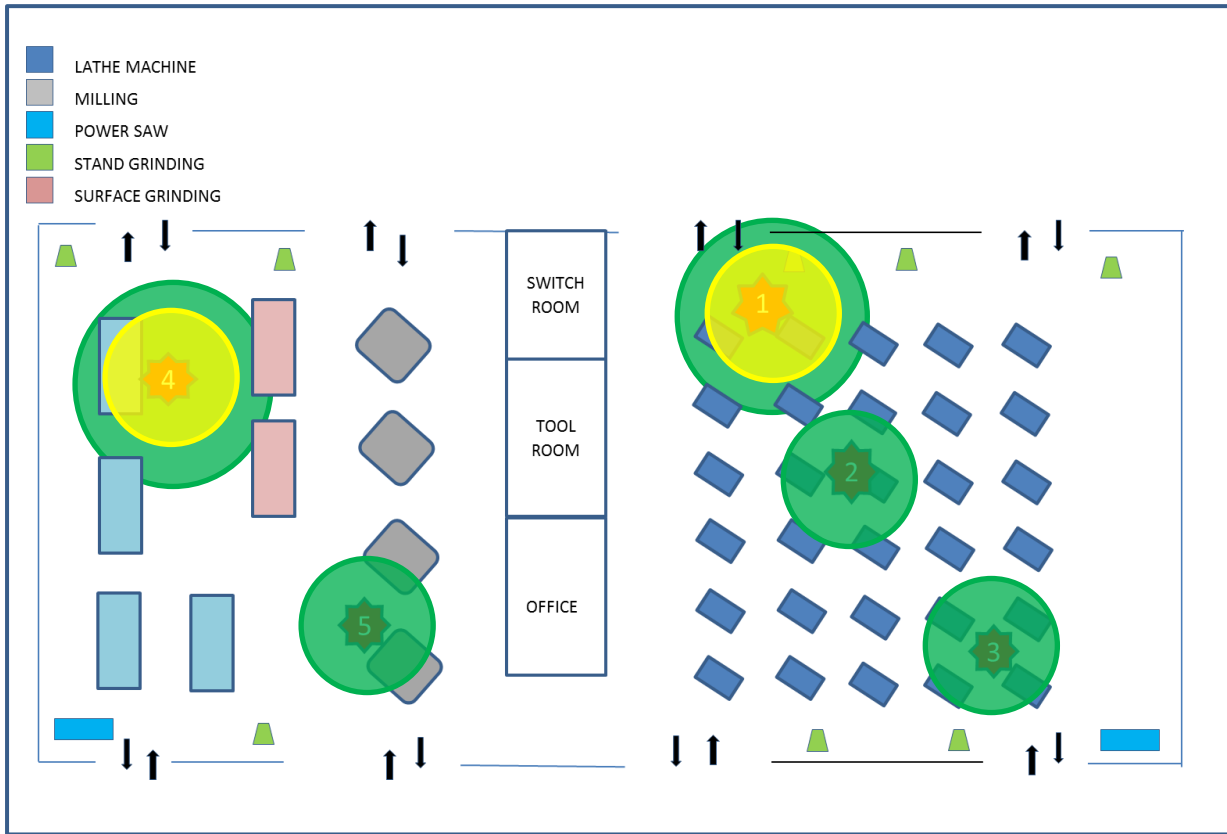 LATHE MACHINE
MILLING
POWER SAW
STAND GRINDING
SURFACE GRINDING
SWITCH
ROOM
1
4
TOOL
ROOM
2
OFFICE
5
3